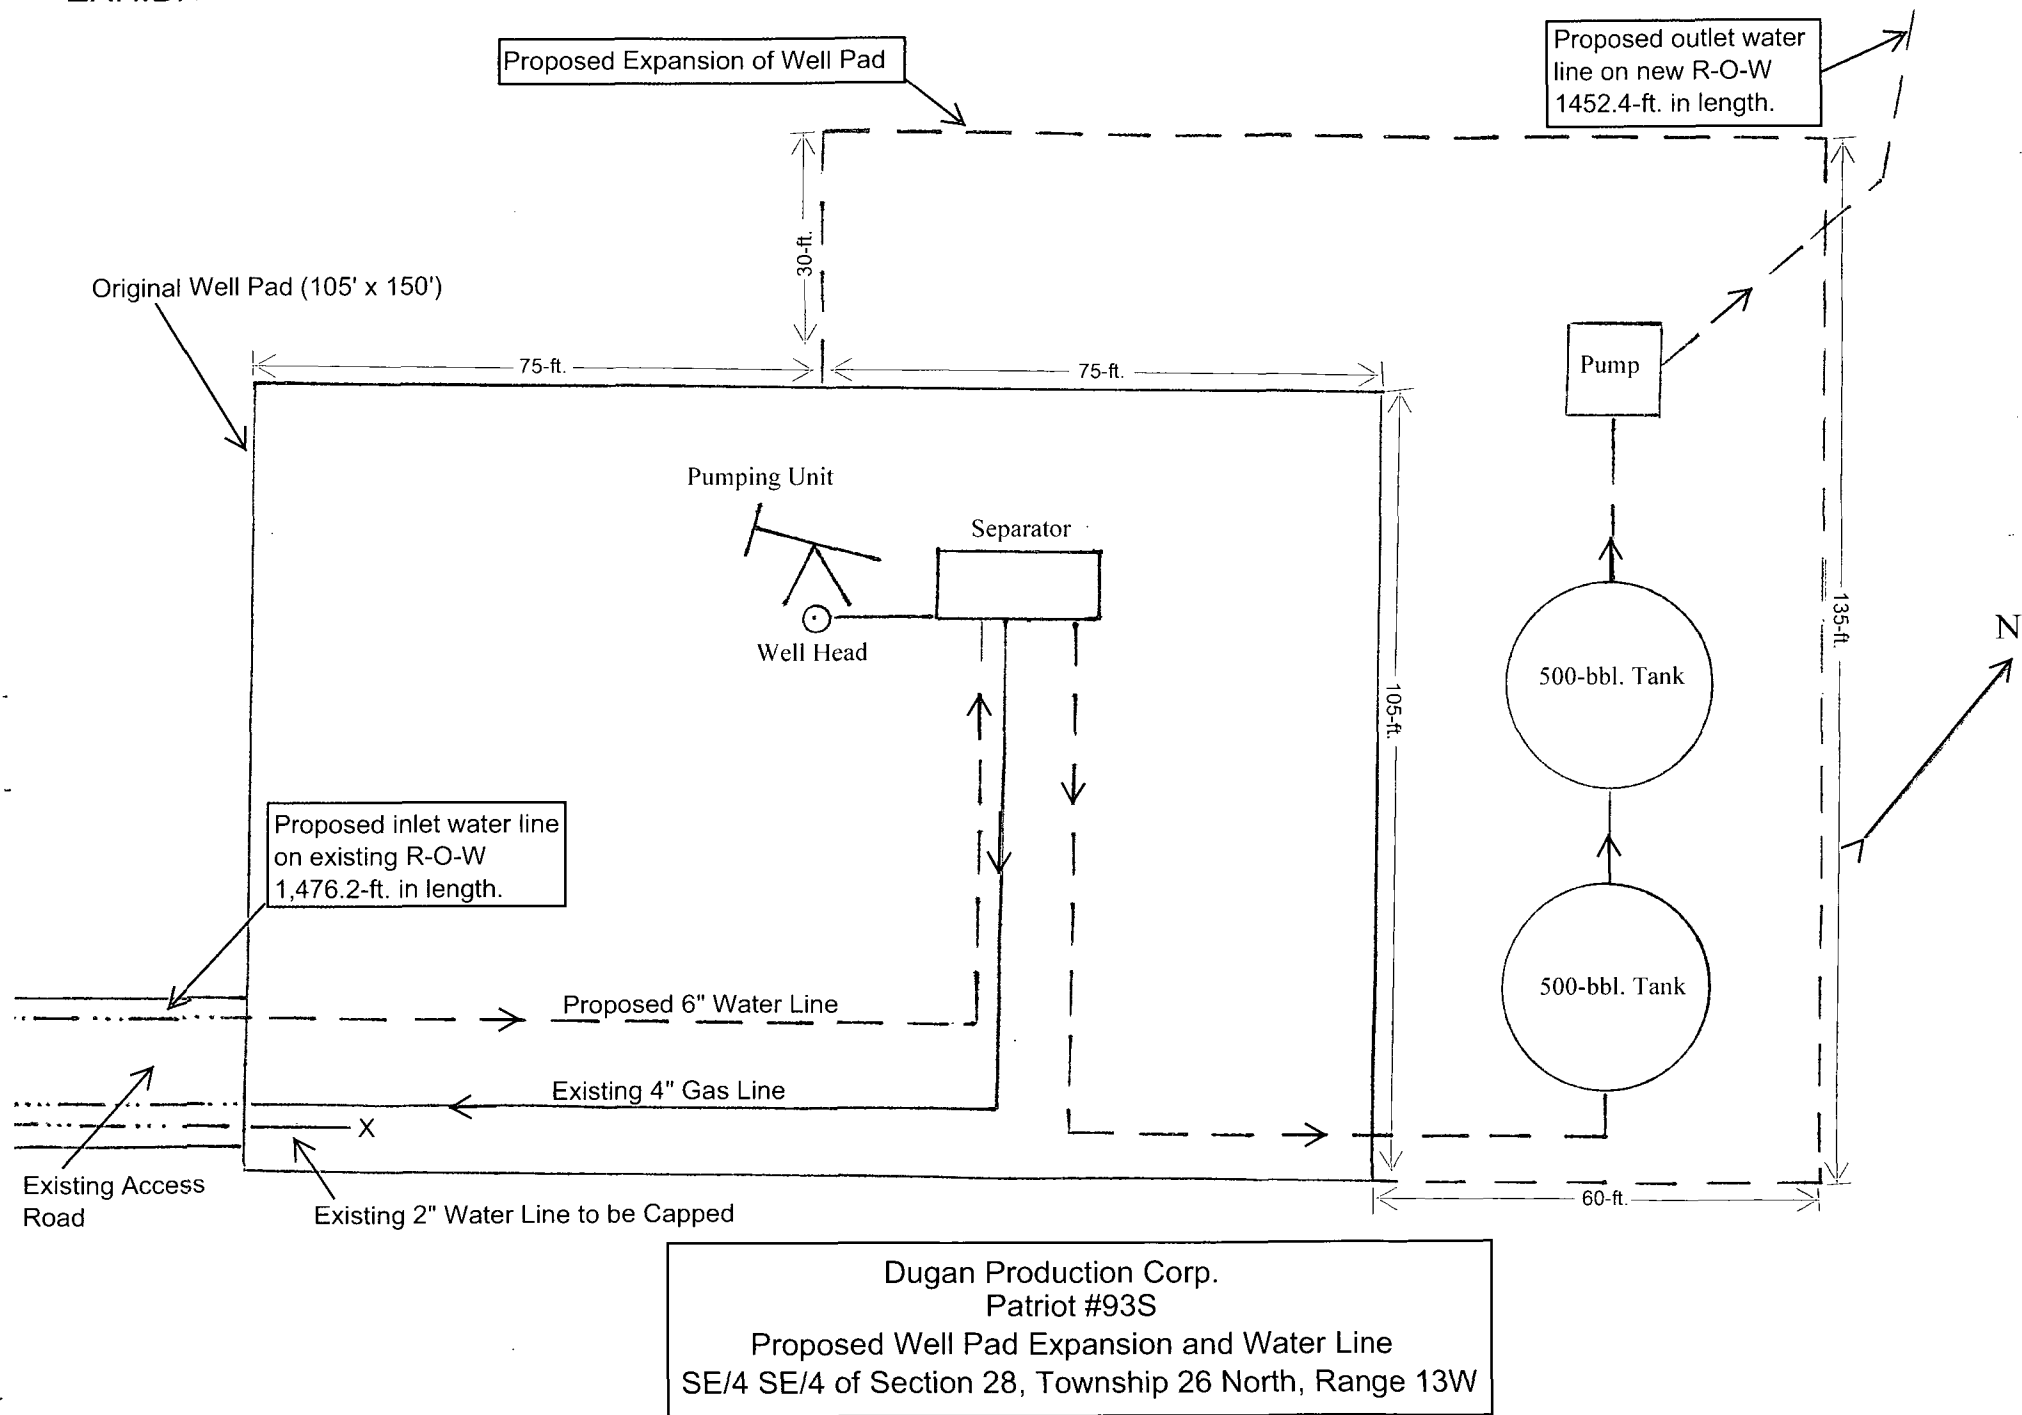 Proposed Expansion of Well Pad
Proposed outlet water
line on new R-O-W
1452.4-ft. in length.
30-ft.
Original Well Pad (105' x 150')
75-ft.
75-ft.
Pump
Pumping Unit
Separator
Well Head
135-ft.
N
500-bbl. Tank
105-ft.
Proposed inlet water line
on existing R-O-W
1,476.2-ft. in length.
500-bbl. Tank
Proposed 6" Water Line
Existing 4" Gas Line
X
Existing Access
Road
Existing 2" Water Line to be Capped
60-ft.
Dugan Production Corp.
Patriot #93S
Proposed Well Pad Expansion and Water Line
SE/4 SE/4 of Section 28, Township 26 North, Range 13W